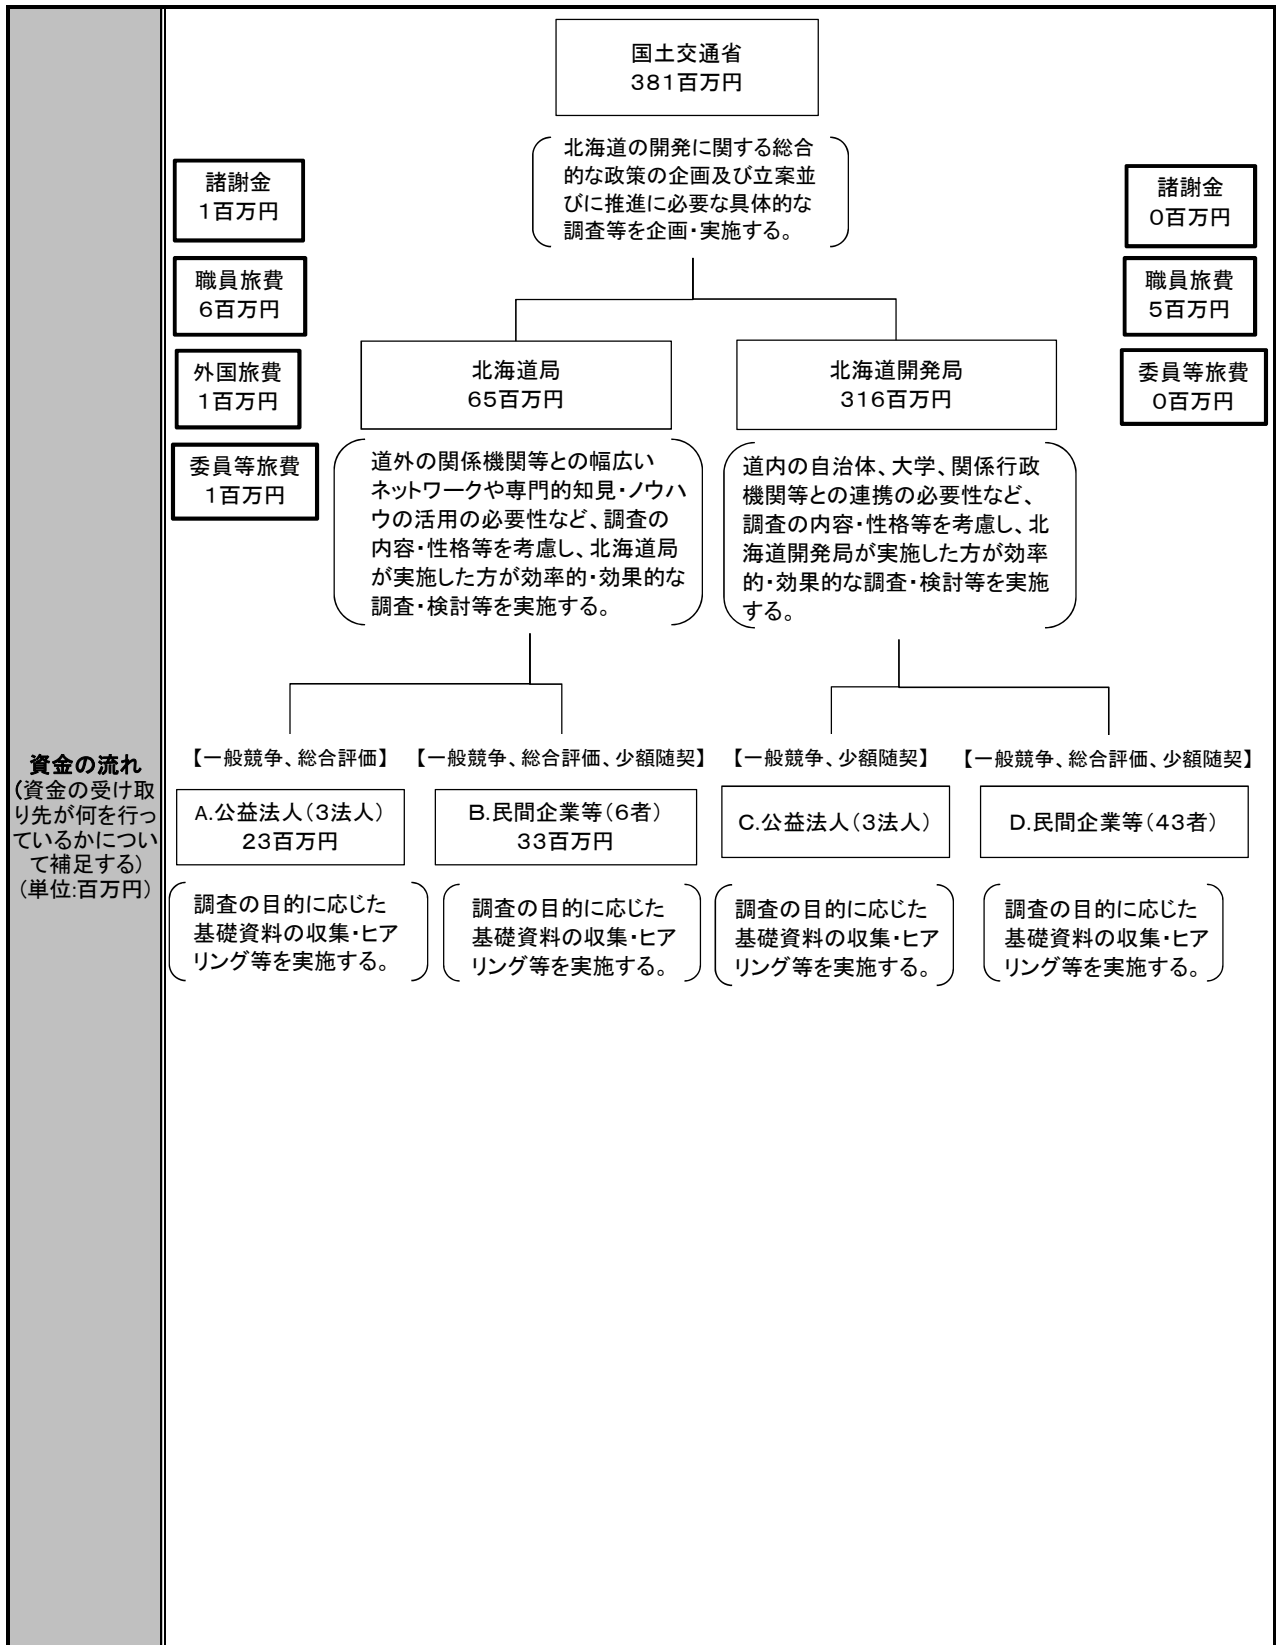 資金の流れ
(資金の受け取
り先が何を行っ
ているかについ
て補足する)
(単位:百万円)
国土交通省
381百万円
北海道の開発に関する総合
的な政策の企画及び立案並
びに推進に必要な具体的な
調査等を企画・実施する。
諸謝金
1百万円
職員旅費
6百万円
外国旅費
1百万円
委員等旅費
1百万円
諸謝金
0百万円
職員旅費
5百万円
委員等旅費
0百万円
北海道局
65百万円
道外の関係機関等との幅広い
ネットワークや専門的知見・ノウハ
ウの活用の必要性など、調査の
内容・性格等を考慮し、北海道局
が実施した方が効率的・効果的な
調査・検討等を実施する。
北海道開発局
316百万円
道内の自治体、大学、関係行政
機関等との連携の必要性など、
調査の内容・性格等を考慮し、北
海道開発局が実施した方が効率
的・効果的な調査・検討等を実施
する。
【一般競争、総合評価】
A.公益法人(3法人)
23百万円
調査の目的に応じた
基礎資料の収集・ヒア
リング等を実施する。
【一般競争、総合評価、少額随契】
B.民間企業等(6者)
33百万円
調査の目的に応じた
基礎資料の収集・ヒア
リング等を実施する。
【一般競争、少額随契】
C.公益法人(3法人)
調査の目的に応じた
基礎資料の収集・ヒア
リング等を実施する。
【一般競争、総合評価、少額随契】
D.民間企業等(43者)
調査の目的に応じた
基礎資料の収集・ヒア
リング等を実施する。